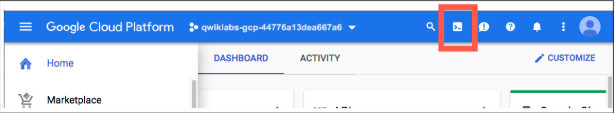 Google Cloud Platform qwiklabs-gcp-44776a13dea667a6
Home DASHBOARD ACTIVITY CUSTOMIZE
Marketplace